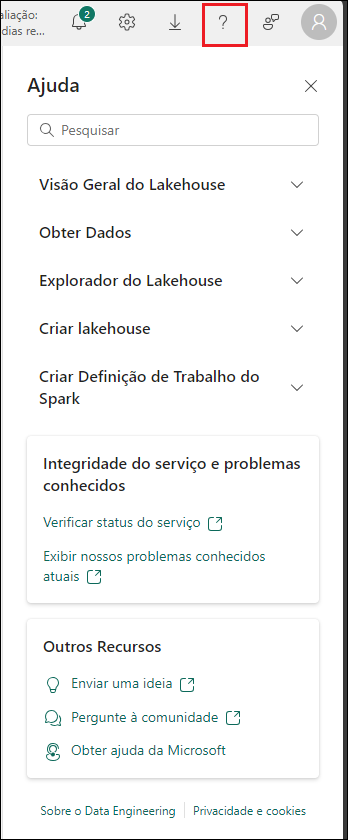 aliação:
dias re...
2
?
Ajuda
Pesquisar
Visão Geral do Lakehouse
Obter Dados
Explorador do Lakehouse
Criar lakehouse
Criar Definição de Trabalho do
Spark
Integridade do serviço e problemas
conhecidos
Verificar status do serviço
Exibir nossos problemas conhecidos
atuais
Outros Recursos
Enviar uma ideia
Pergunte à comunidade
Obter ajuda da Microsoft
Sobre o Data Engineering
Privacidade e cookies